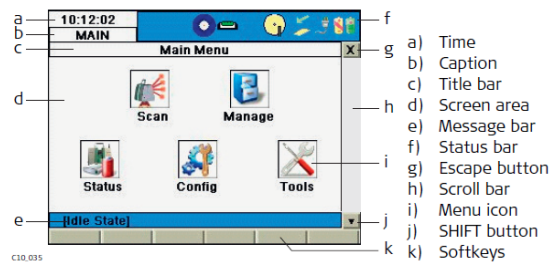 a 10:12:02 f
b MAIN
c Main Menu X g
a) Time
b) Caption
c) Title bar
d) Screen area
e) Message bar
f) Status bar
g) Escape button
h) Scroll bar
i) Menu icon
j) SHIFT button
k) Softkeys
d h
Scan Manage
i
Status Config Tools
e [Idle State] j
k
C10_035